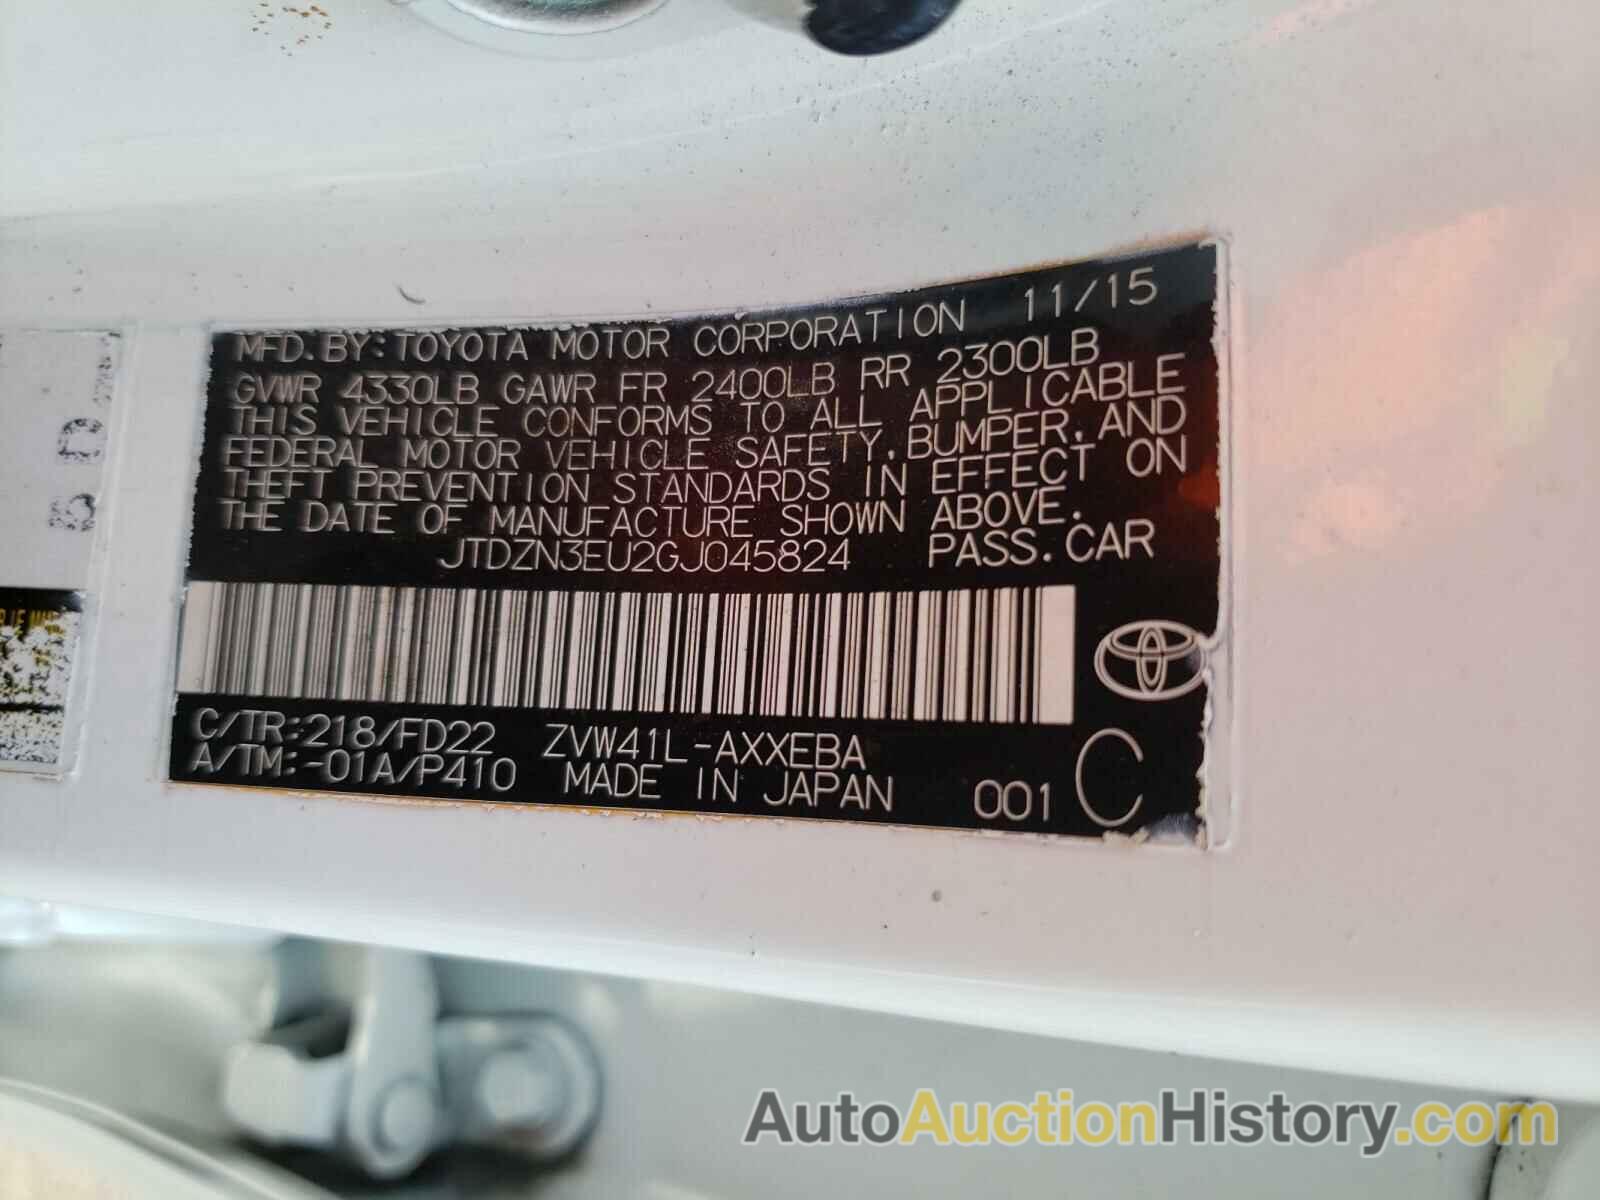 MFD. BY: TOYOTA MOTOR CORPORATION 11/15
GVWR 4330LB GAWR FR 2400LB RR 2300LB
THIS VEHICLE CONFORMS TO ALL APPLICABLE
FEDERAL MOTOR VEHICLE SAFETY, BUMPER, AND
THEFT PREVENTION STANDARDS IN EFFECT ON
THE DATE OF MANUFACTURE SHOWN ABOVE.
JTDZN3EU2GJ045824 PASS. CAR
C/TR:218/FD22 ZVW41L-AXXEBA
A/TM:-01A/P410 MADE IN JAPAN 001 C
AutoAuctionHistory.com